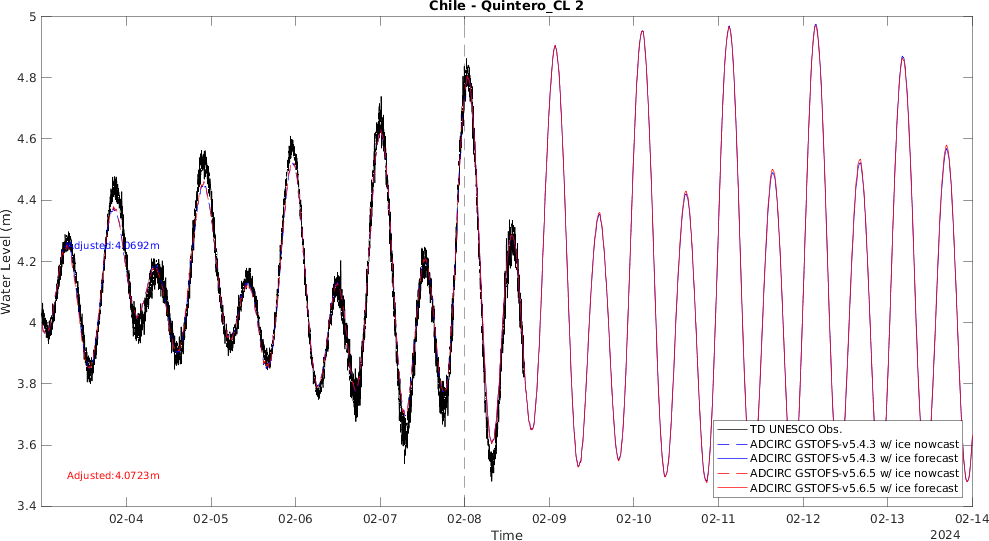 Chile - Quintero_CL 2
5
4.8
4.6
4.4
4.2
4
3.8
3.6
3.4
Water Level (m)
Adjusted:4.0692m
Adjusted:4.0723m
TD UNESCO Obs.
ADCIRC GSTOFS-v5.4.3 w/ ice nowcast
ADCIRC GSTOFS-v5.4.3 w/ ice forecast
ADCIRC GSTOFS-v5.6.5 w/ ice nowcast
ADCIRC GSTOFS-v5.6.5 w/ ice forecast
02-04 02-05 02-06 02-07 02-08 02-09 02-10 02-11 02-12 02-13 02-14
Time
2024